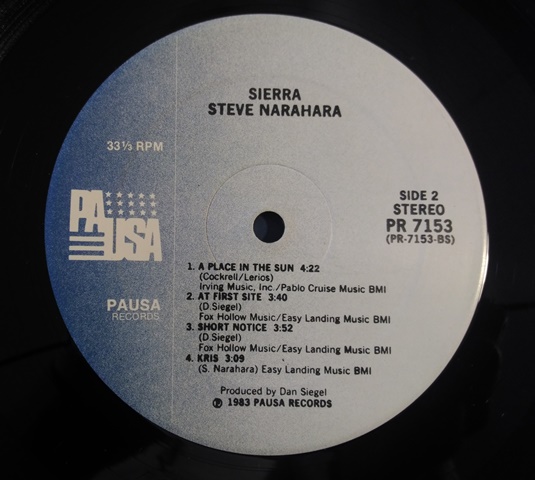 SIERRA
STEVE NARAHARA
33⅓ RPM
SIDE 2
STEREO
PR 7153
(PR-7153-BS)
PAUSA
PAUSA
RECORDS
1. A PLACE IN THE SUN 4:22
(Cockrell/Lerios)
Irving Music, Inc./Pablo Cruise Music BMI
2. AT FIRST SITE 3:40
(D.Siegel)
Fox Hollow Music/Easy Landing Music BMI
3. SHORT NOTICE 3:52
(D.Siegel)
Fox Hollow Music/Easy Landing Music BMI
4. KRIS 3:09
(S. Narahara) Easy Landing Music BMI
Produced by Dan Siegel
℗ 1983 PAUSA RECORDS